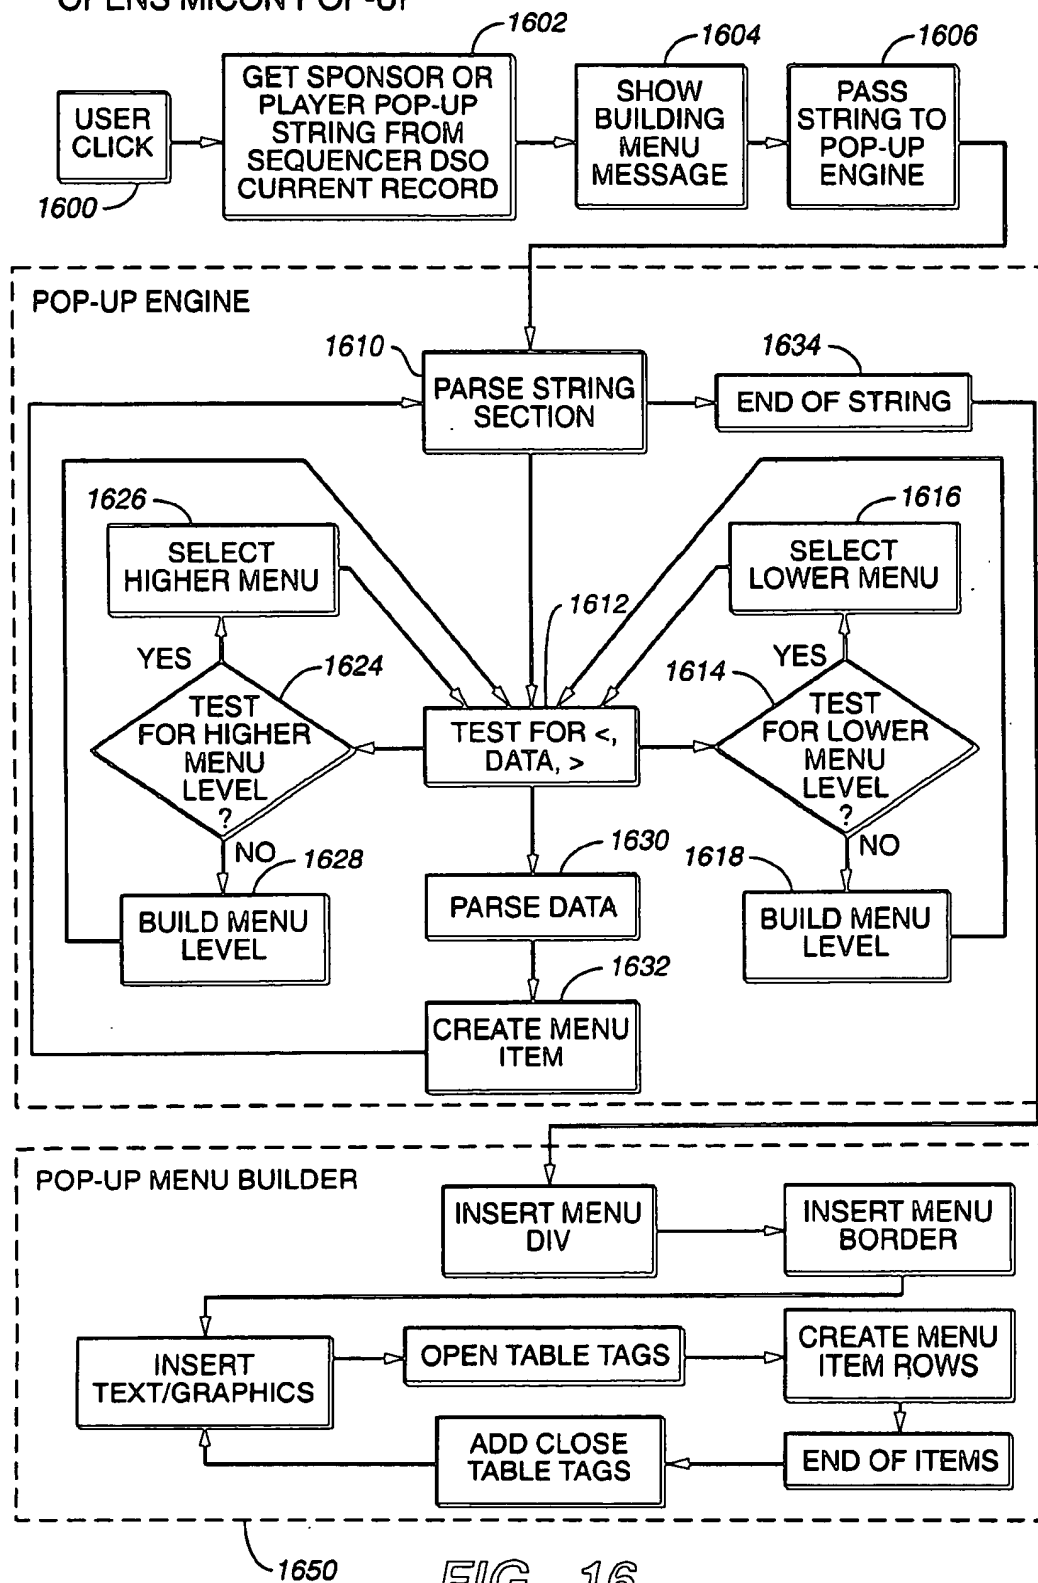 OPENS MICON POP-UP
1602
1604
1606
USER
CLICK
1600
GET SPONSOR OR
PLAYER POP-UP
STRING FROM
SEQUENCER DSO
CURRENT RECORD
SHOW
BUILDING
MENU
MESSAGE
PASS
STRING TO
POP-UP
ENGINE
POP-UP ENGINE
1610
PARSE STRING
SECTION
1634
END OF STRING
1626
SELECT
HIGHER MENU
1616
SELECT
LOWER MENU
1612
YES
1624
TEST
FOR HIGHER
MENU
LEVEL
?
TEST FOR <,
DATA, >
1614
YES
TEST
FOR LOWER
MENU
LEVEL
?
NO
1628
BUILD MENU
LEVEL
1630
PARSE DATA
NO
1618
BUILD MENU
LEVEL
1632
CREATE MENU
ITEM
POP-UP MENU BUILDER
INSERT MENU
DIV
INSERT MENU
BORDER
INSERT
TEXT/GRAPHICS
OPEN TABLE TAGS
CREATE MENU
ITEM ROWS
ADD CLOSE
TABLE TAGS
END OF ITEMS
1650
FIG. 16